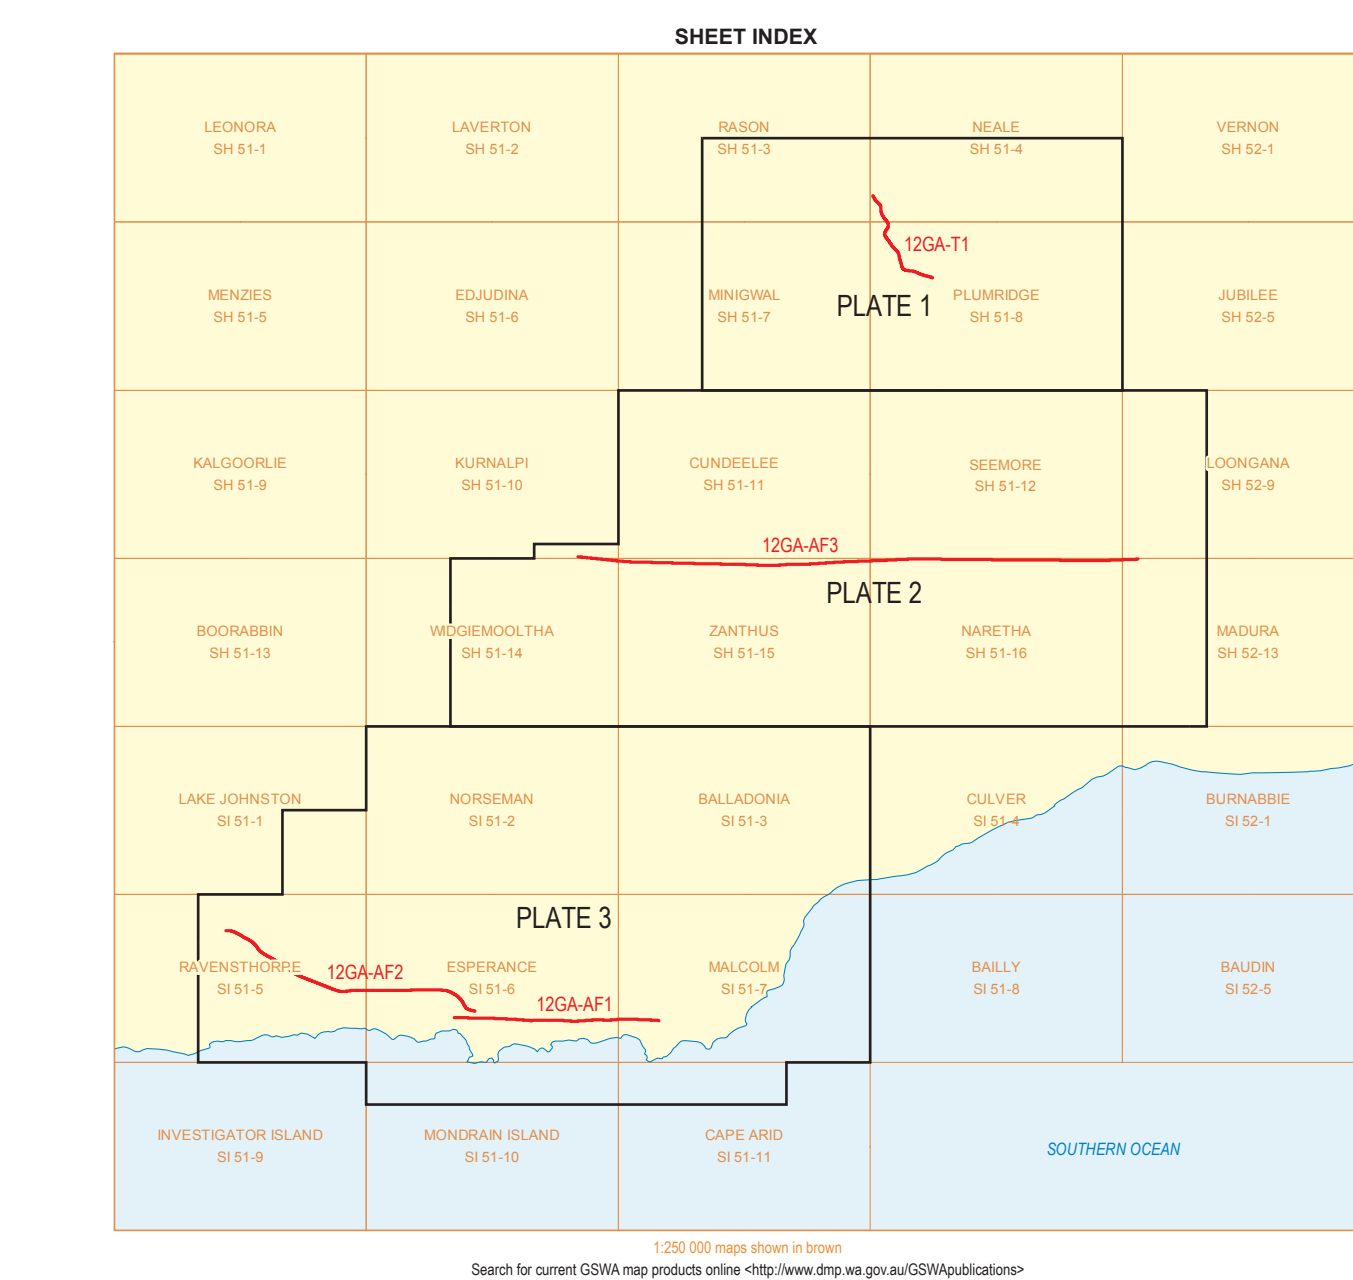 SHEET INDEX
LEONORA
SH 51-1
LAVERTON
SH 51-2
RASON
SH 51-3
NEALE
SH 51-4
VERNON
SH 52-1
12GA-T1
MENZIES
SH 51-5
EDJUDINA
SH 51-6
MINIGWAL
SH 51-7
PLATE 1
PLUMRIDGE
SH 51-8
JUBILEE
SH 52-5
KALGOORLIE
SH 51-9
KURNALPI
SH 51-10
CUNDEELEE
SH 51-11
SEEMORE
SH 51-12
LOONGANA
SH 52-9
12GA-AF3
PLATE 2
BOORABBIN
SH 51-13
WIDGIEMOOLTHA
SH 51-14
ZANTHUS
SH 51-15
NARETHA
SH 51-16
MADURA
SH 52-13
LAKE JOHNSTON
SI 51-1
NORSEMAN
SI 51-2
BALLADONIA
SI 51-3
CULVER
SI 51-4
BURNABBIE
SI 52-1
PLATE 3
RAVENSTHORPE
SI 51-5
12GA-AF2
ESPERANCE
SI 51-6
12GA-AF1
MALCOLM
SI 51-7
BAILLY
SI 51-8
BAUDIN
SI 52-5
INVESTIGATOR ISLAND
SI 51-9
MONDRAIN ISLAND
SI 51-10
CAPE ARID
SI 51-11
SOUTHERN OCEAN
1:250 000 maps shown in brown
Search for current GSWA map products online <http://www.dmp.wa.gov.au/GSWApublications>